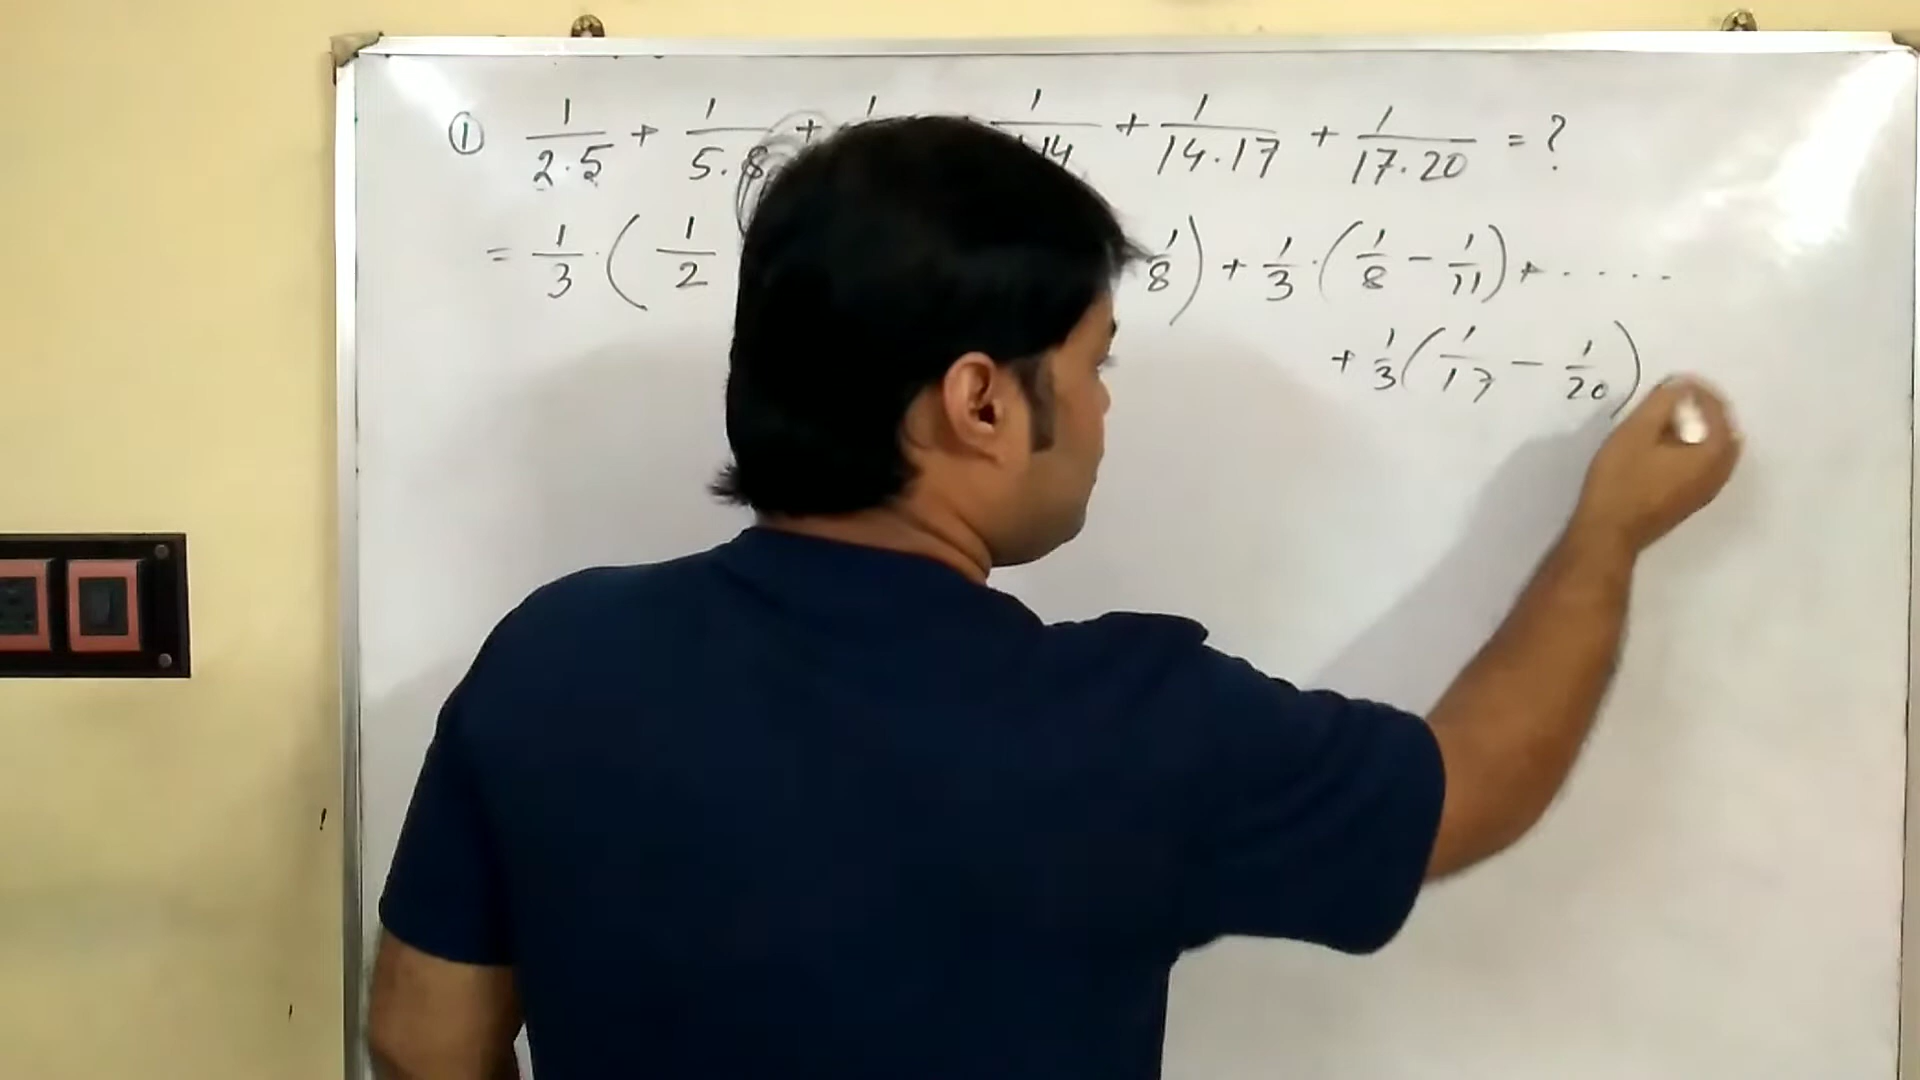 ① 1/2.5 + 1/5.8 + 1/ 14 + 1/14.17 + 1/17.20 = ?
= 1/3 . ( 1/2 1/8 ) + 1/3 . ( 1/8 - 1/11 ) + . . . .
+ 1/3 ( 1/17 - 1/20 )